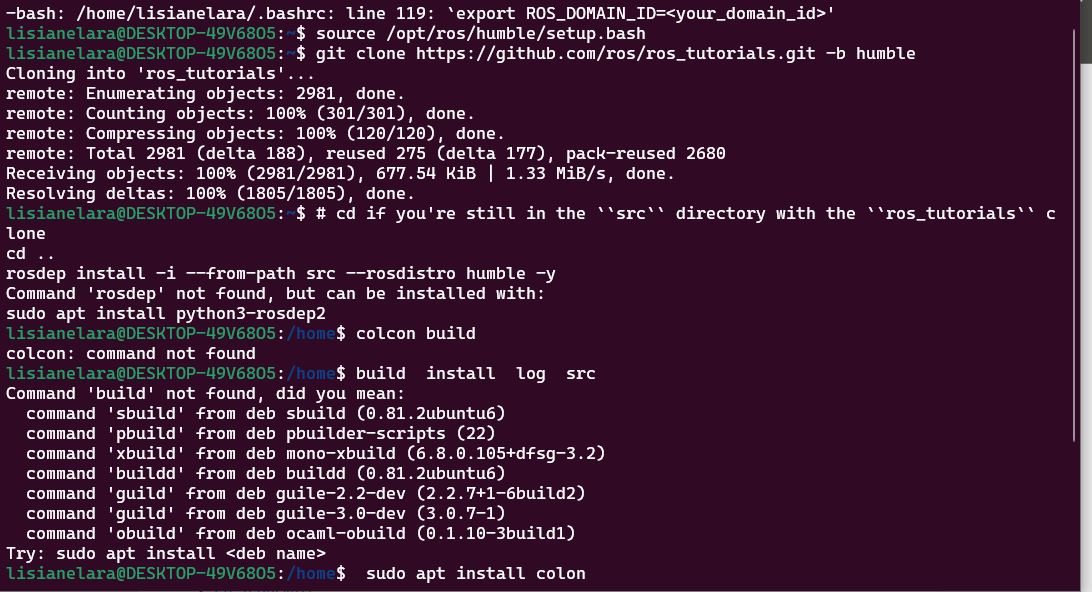 -bash: /home/lisianelara/.bashrc: line 119: `export ROS_DOMAIN_ID=<your_domain_id>'
lisianelara@DESKTOP-49V68O5:~$ source /opt/ros/humble/setup.bash
lisianelara@DESKTOP-49V68O5:~$ git clone https://github.com/ros/ros_tutorials.git -b humble
Cloning into 'ros_tutorials'...
remote: Enumerating objects: 2981, done.
remote: Counting objects: 100% (301/301), done.
remote: Compressing objects: 100% (120/120), done.
remote: Total 2981 (delta 188), reused 275 (delta 177), pack-reused 2680
Receiving objects: 100% (2981/2981), 677.54 KiB | 1.33 MiB/s, done.
Resolving deltas: 100% (1805/1805), done.
lisianelara@DESKTOP-49V68O5:~$ # cd if you're still in the ``src`` directory with the ``ros_tutorials`` c
lone
cd ..
rosdep install -i --from-path src --rosdistro humble -y
Command 'rosdep' not found, but can be installed with:
sudo apt install python3-rosdep2
lisianelara@DESKTOP-49V68O5:/home$ colcon build
colcon: command not found
lisianelara@DESKTOP-49V68O5:/home$ build  install  log  src
Command 'build' not found, did you mean:
  command 'sbuild' from deb sbuild (0.81.2ubuntu6)
  command 'pbuild' from deb pbuilder-scripts (22)
  command 'xbuild' from deb mono-xbuild (6.8.0.105+dfsg-3.2)
  command 'buildd' from deb buildd (0.81.2ubuntu6)
  command 'guild' from deb guile-2.2-dev (2.2.7+1-6build2)
  command 'guild' from deb guile-3.0-dev (3.0.7-1)
  command 'obuild' from deb ocaml-obuild (0.1.10-3build1)
Try: sudo apt install <deb name>
lisianelara@DESKTOP-49V68O5:/home$  sudo apt install colon